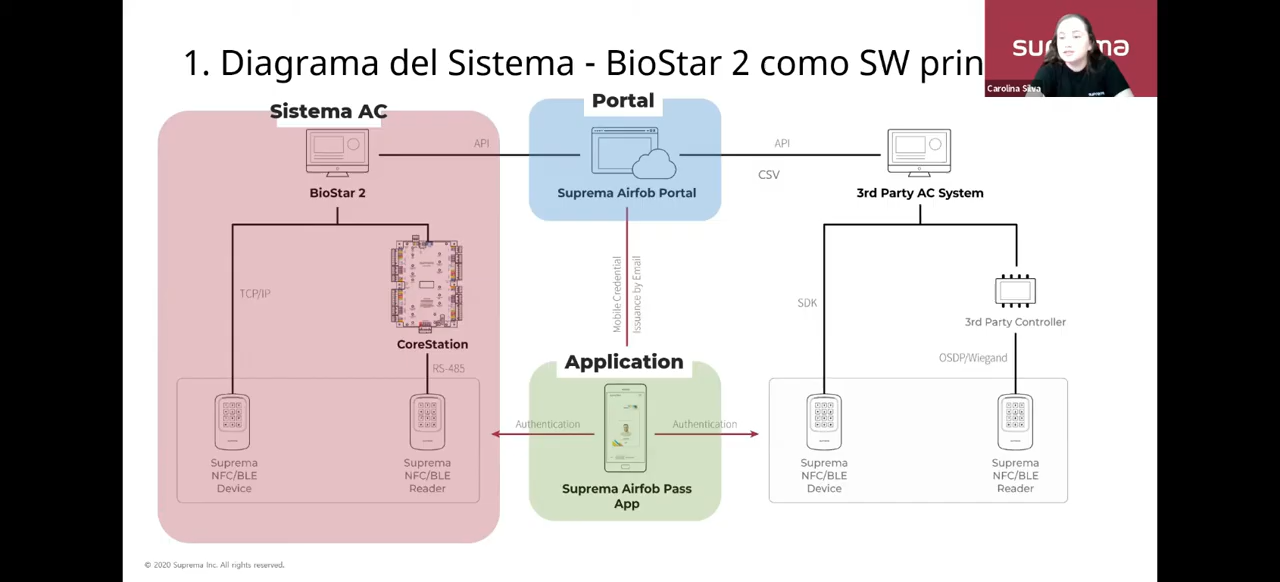 1. Diagrama del Sistema - BioStar 2 como SW prin
suprema
Carolina Silva
Sistema AC
Portal
API
API
CSV
BioStar 2
Suprema Airfob Portal
3rd Party AC System
TCP/IP
Mobile Credential
Issuance by Email
SDK
3rd Party Controller
CoreStation
RS-485
OSDP/Wiegand
Application
Authentication
Authentication
Suprema
NFC/BLE
Device
Suprema
NFC/BLE
Reader
Suprema Airfob Pass
App
Suprema
NFC/BLE
Device
Suprema
NFC/BLE
Reader
© 2020 Suprema Inc. All rights reserved.